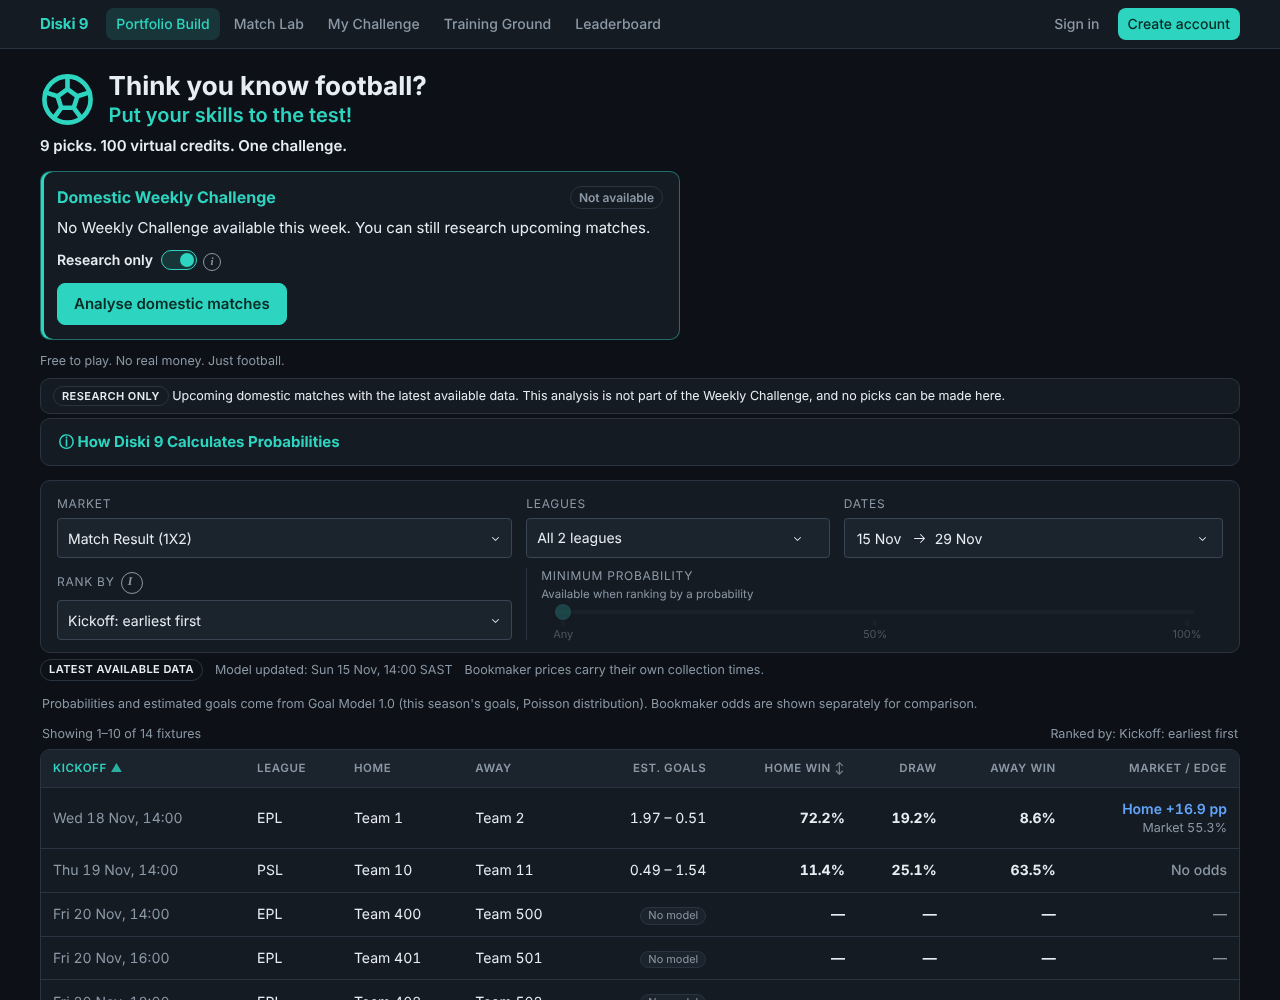 Diski 9 Portfolio Build Match Lab My Challenge Training Ground Leaderboard Sign in Create account
Think you know football?
Put your skills to the test!
9 picks. 100 virtual credits. One challenge.
Domestic Weekly Challenge Not available
No Weekly Challenge available this week. You can still research upcoming matches.
Research only i
Analyse domestic matches
Free to play. No real money. Just football.
RESEARCH ONLY Upcoming domestic matches with the latest available data. This analysis is not part of the Weekly Challenge, and no picks can be made here.
ⓘ How Diski 9 Calculates Probabilities
MARKET LEAGUES DATES
Match Result (1X2) All 2 leagues 15 Nov → 29 Nov
RANK BY I MINIMUM PROBABILITY
Available when ranking by a probability
Kickoff: earliest first
Any 50% 100%
LATEST AVAILABLE DATA Model updated: Sun 15 Nov, 14:00 SAST Bookmaker prices carry their own collection times.
Probabilities and estimated goals come from Goal Model 1.0 (this season's goals, Poisson distribution). Bookmaker odds are shown separately for comparison.
Showing 1–10 of 14 fixtures Ranked by: Kickoff: earliest first
KICKOFF ▲ LEAGUE HOME AWAY EST. GOALS HOME WIN ↕ DRAW AWAY WIN MARKET / EDGE
Wed 18 Nov, 14:00 EPL Team 1 Team 2 1.97 – 0.51 72.2% 19.2% 8.6% Home +16.9 pp
Market 55.3%
Thu 19 Nov, 14:00 PSL Team 10 Team 11 0.49 – 1.54 11.4% 25.1% 63.5% No odds
Fri 20 Nov, 14:00 EPL Team 400 Team 500 No model — — — —
Fri 20 Nov, 16:00 EPL Team 401 Team 501 No model — — — —
Fri 20 Nov, 18:00 EPL Team 402 Team 502 No model